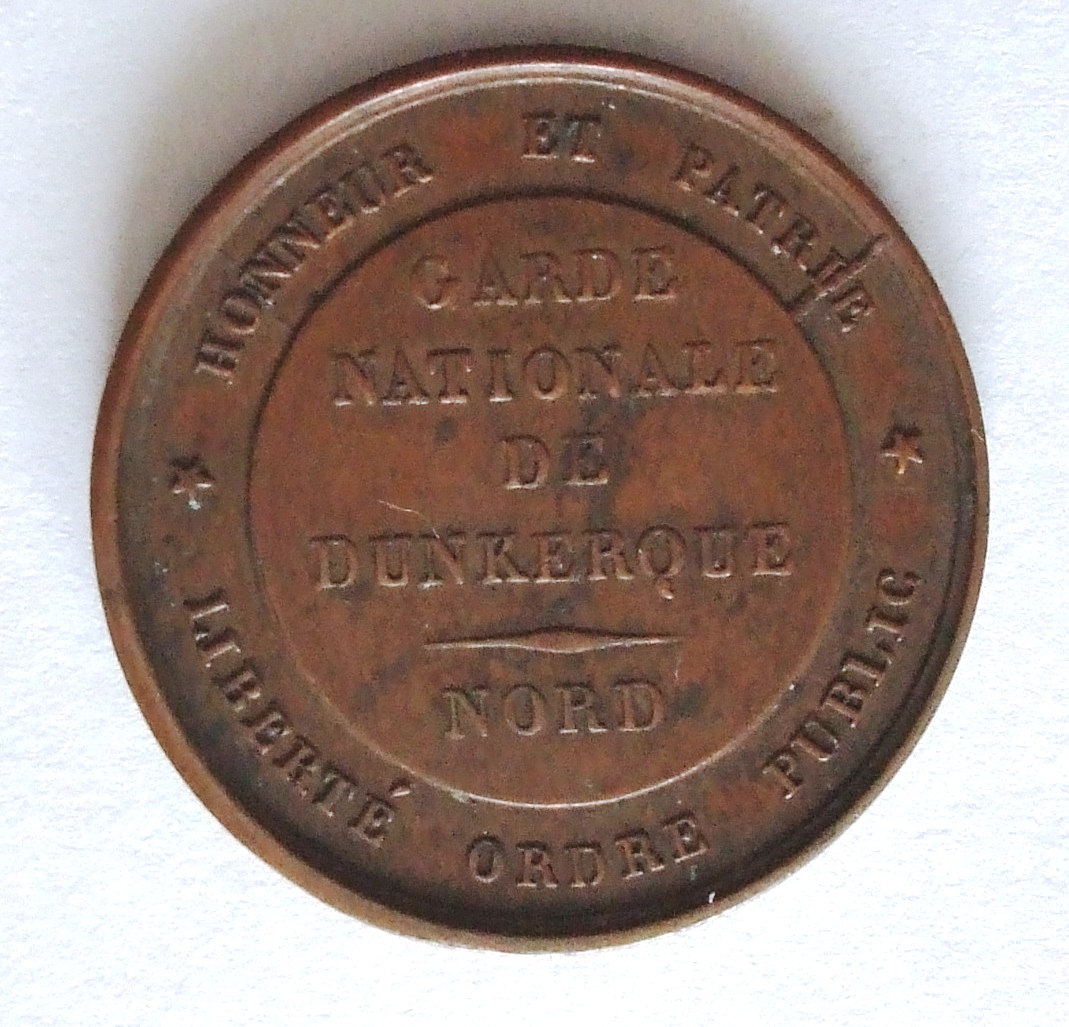 HONNEUR ET PATRIE
GARDE
NATIONALE
DE
DUNKERQUE
NORD
LIBERTÉ ORDRE PUBLIC